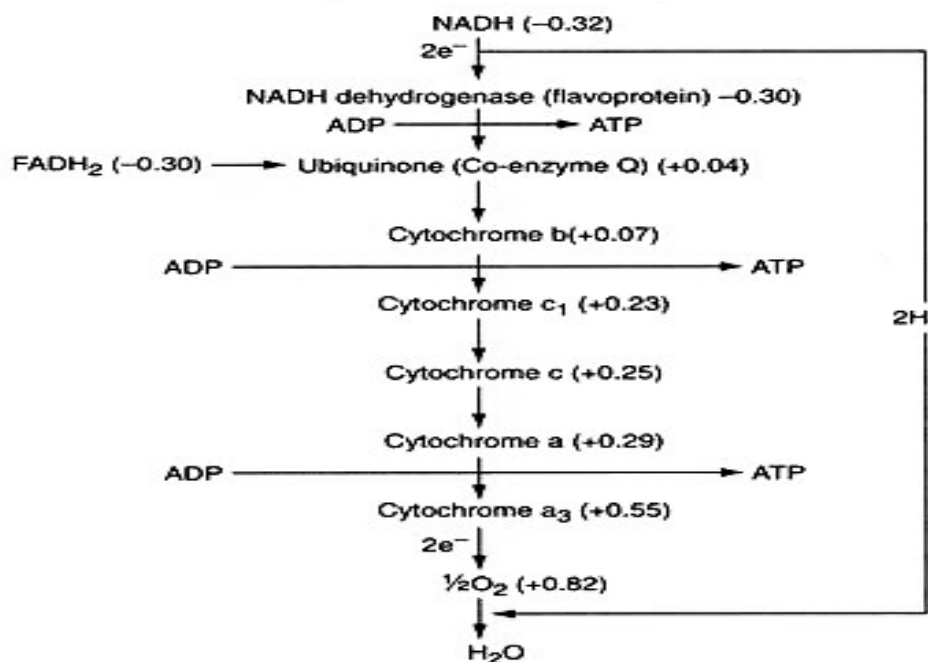 NADH (−0.32)
2e⁻
NADH dehydrogenase (flavoprotein) −0.30)
ADP ATP
FADH₂ (−0.30) Ubiquinone (Co-enzyme Q) (+0.04)
Cytochrome b(+0.07)
ADP ATP
Cytochrome c₁ (+0.23)
2H
Cytochrome c (+0.25)
Cytochrome a (+0.29)
ADP ATP
Cytochrome a₃ (+0.55)
2e⁻
½O₂ (+0.82)
H₂O